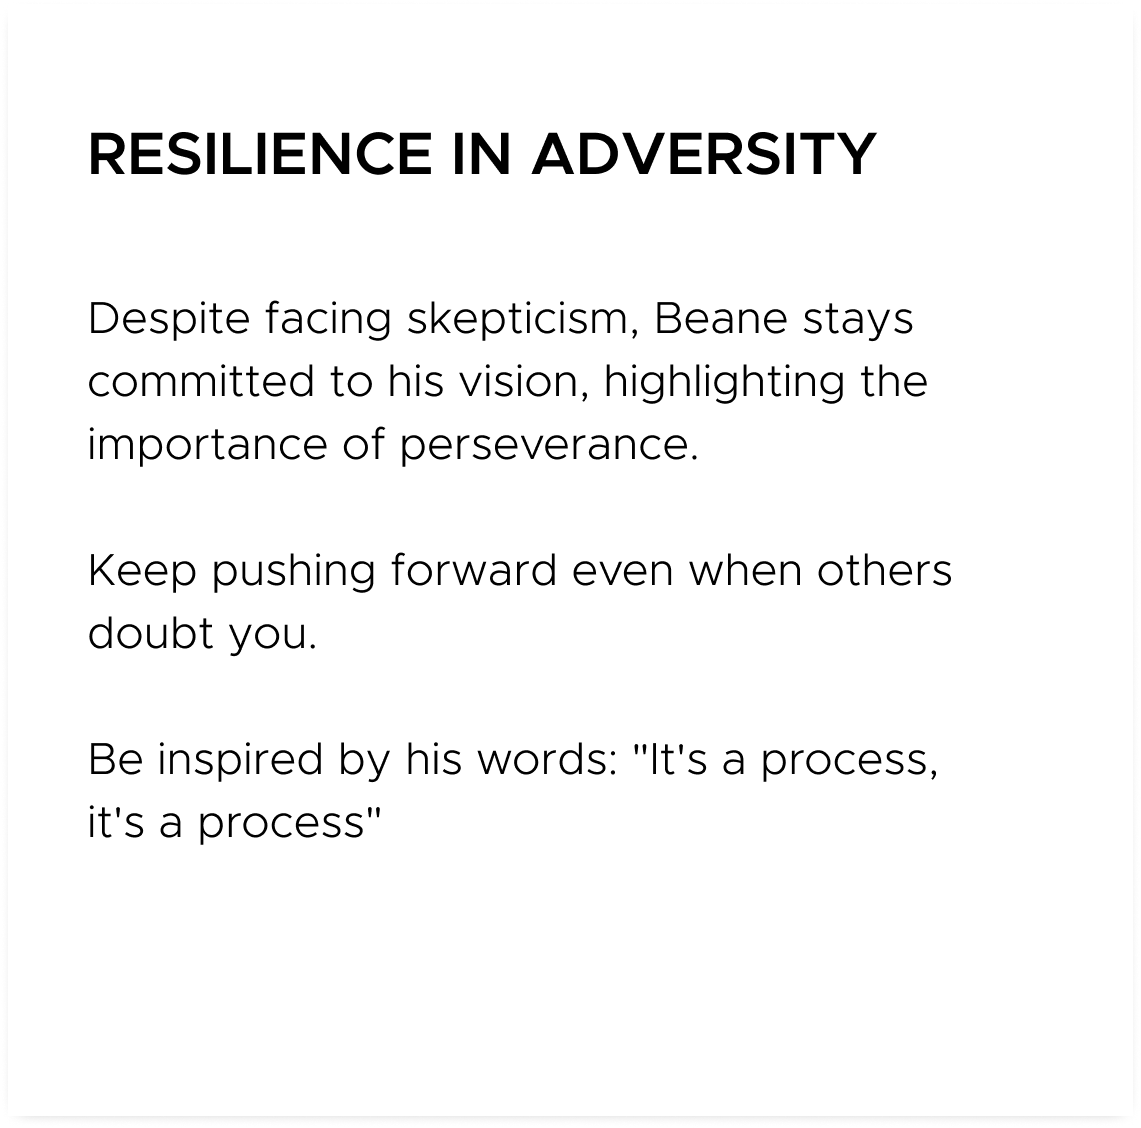 RESILIENCE IN ADVERSITY
Despite facing skepticism, Beane stays
committed to his vision, highlighting the
importance of perseverance.
Keep pushing forward even when others
doubt you.
Be inspired by his words: "It's a process,
it's a process"